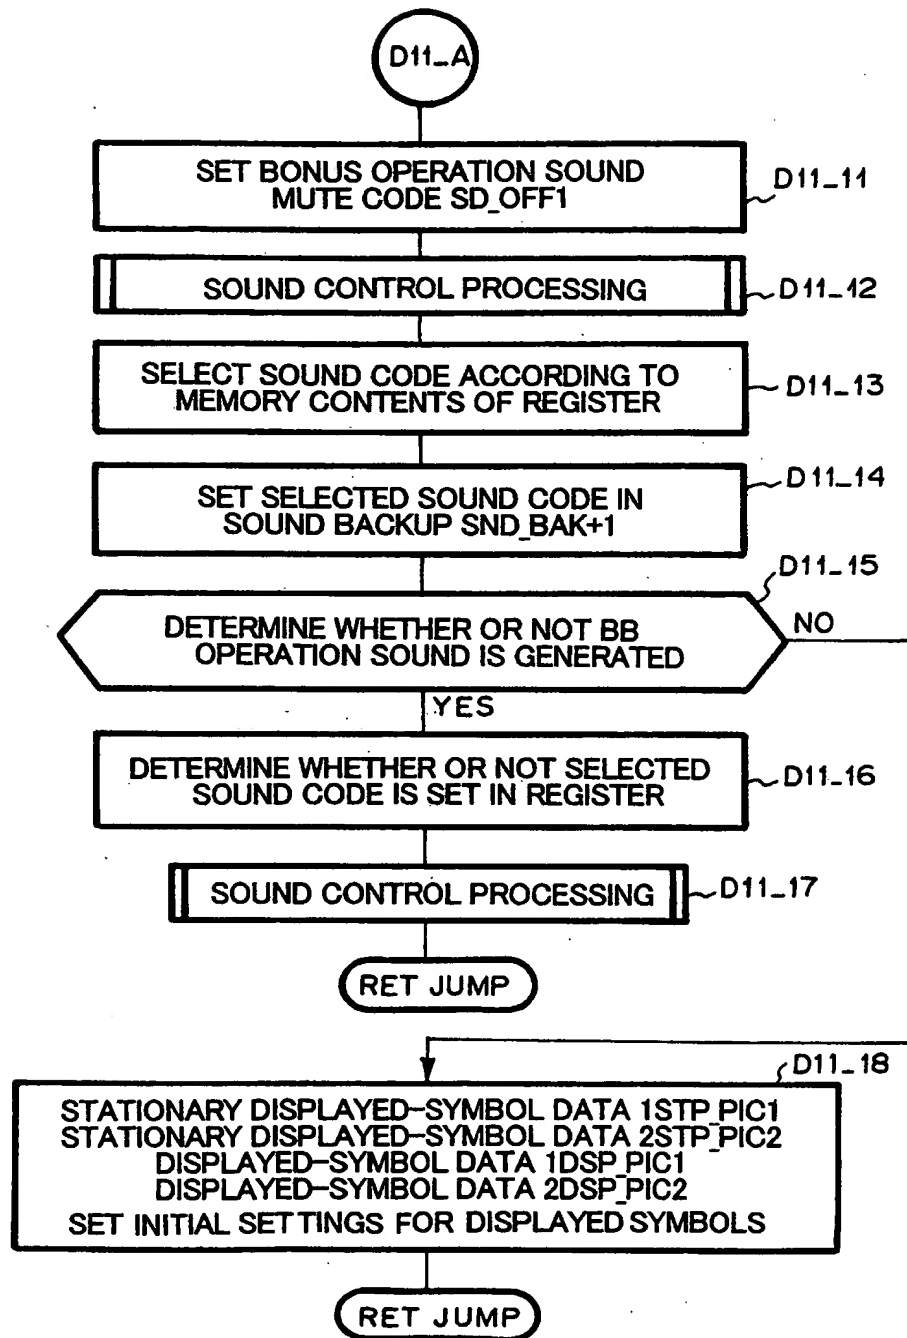 D11_A
SET BONUS OPERATION SOUND
MUTE CODE SD_OFF1
D11_11
SOUND CONTROL PROCESSING
D11_12
SELECT SOUND CODE ACCORDING TO
MEMORY CONTENTS OF REGISTER
D11_13
SET SELECTED SOUND CODE IN
SOUND BACKUP SND_BAK+1
D11_14
DETERMINE WHETHER OR NOT BB
OPERATION SOUND IS GENERATED
D11_15
NO
YES
DETERMINE WHETHER OR NOT SELECTED
SOUND CODE IS SET IN REGISTER
D11_16
SOUND CONTROL PROCESSING
D11_17
RET JUMP
D11_18
STATIONARY DISPLAYED-SYMBOL DATA 1STP_PIC1
STATIONARY DISPLAYED-SYMBOL DATA 2STP_PIC2
DISPLAYED-SYMBOL DATA 1DSP_PIC1
DISPLAYED-SYMBOL DATA 2DSP_PIC2
SET INITIAL SETTINGS FOR DISPLAYED SYMBOLS
RET JUMP